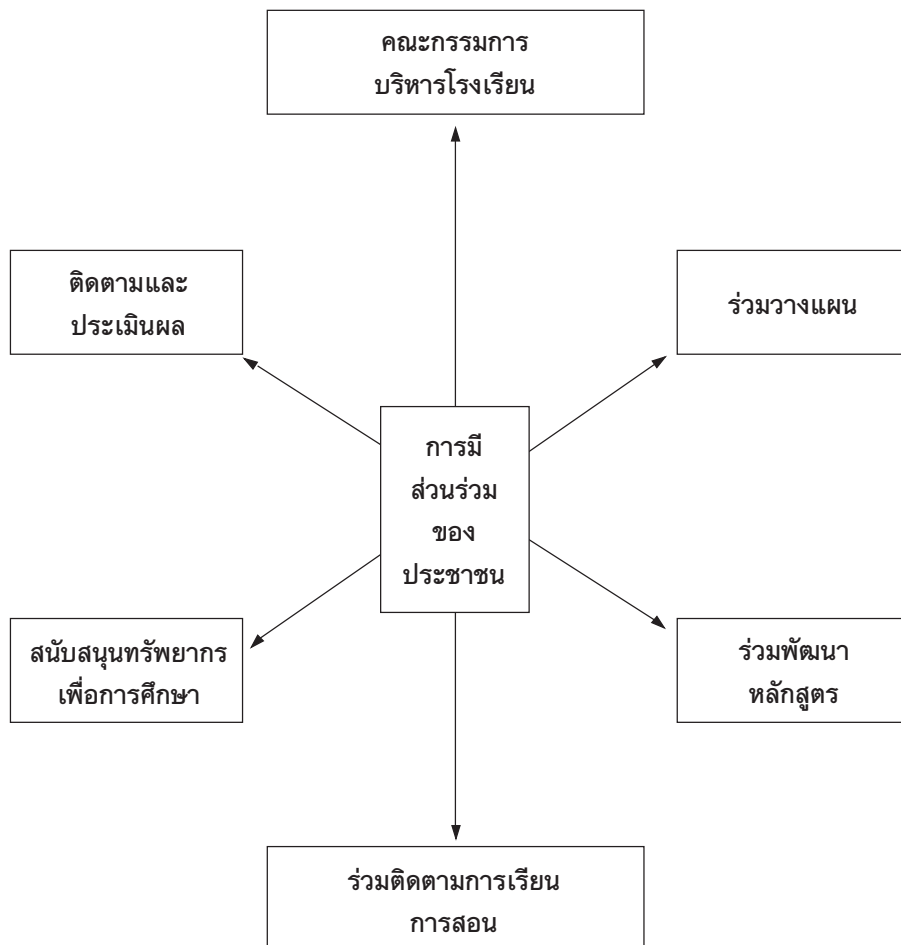 คณะกรรมการ
บริหารโรงเรียน
ติดตามและ
ประเมินผล
ร่วมวางแผน
การมี
ส่วนร่วม
ของ
ประชาชน
สนับสนุนทรัพยากร
เพื่อการศึกษา
ร่วมพัฒนา
หลักสูตร
ร่วมติดตามการเรียน
การสอน